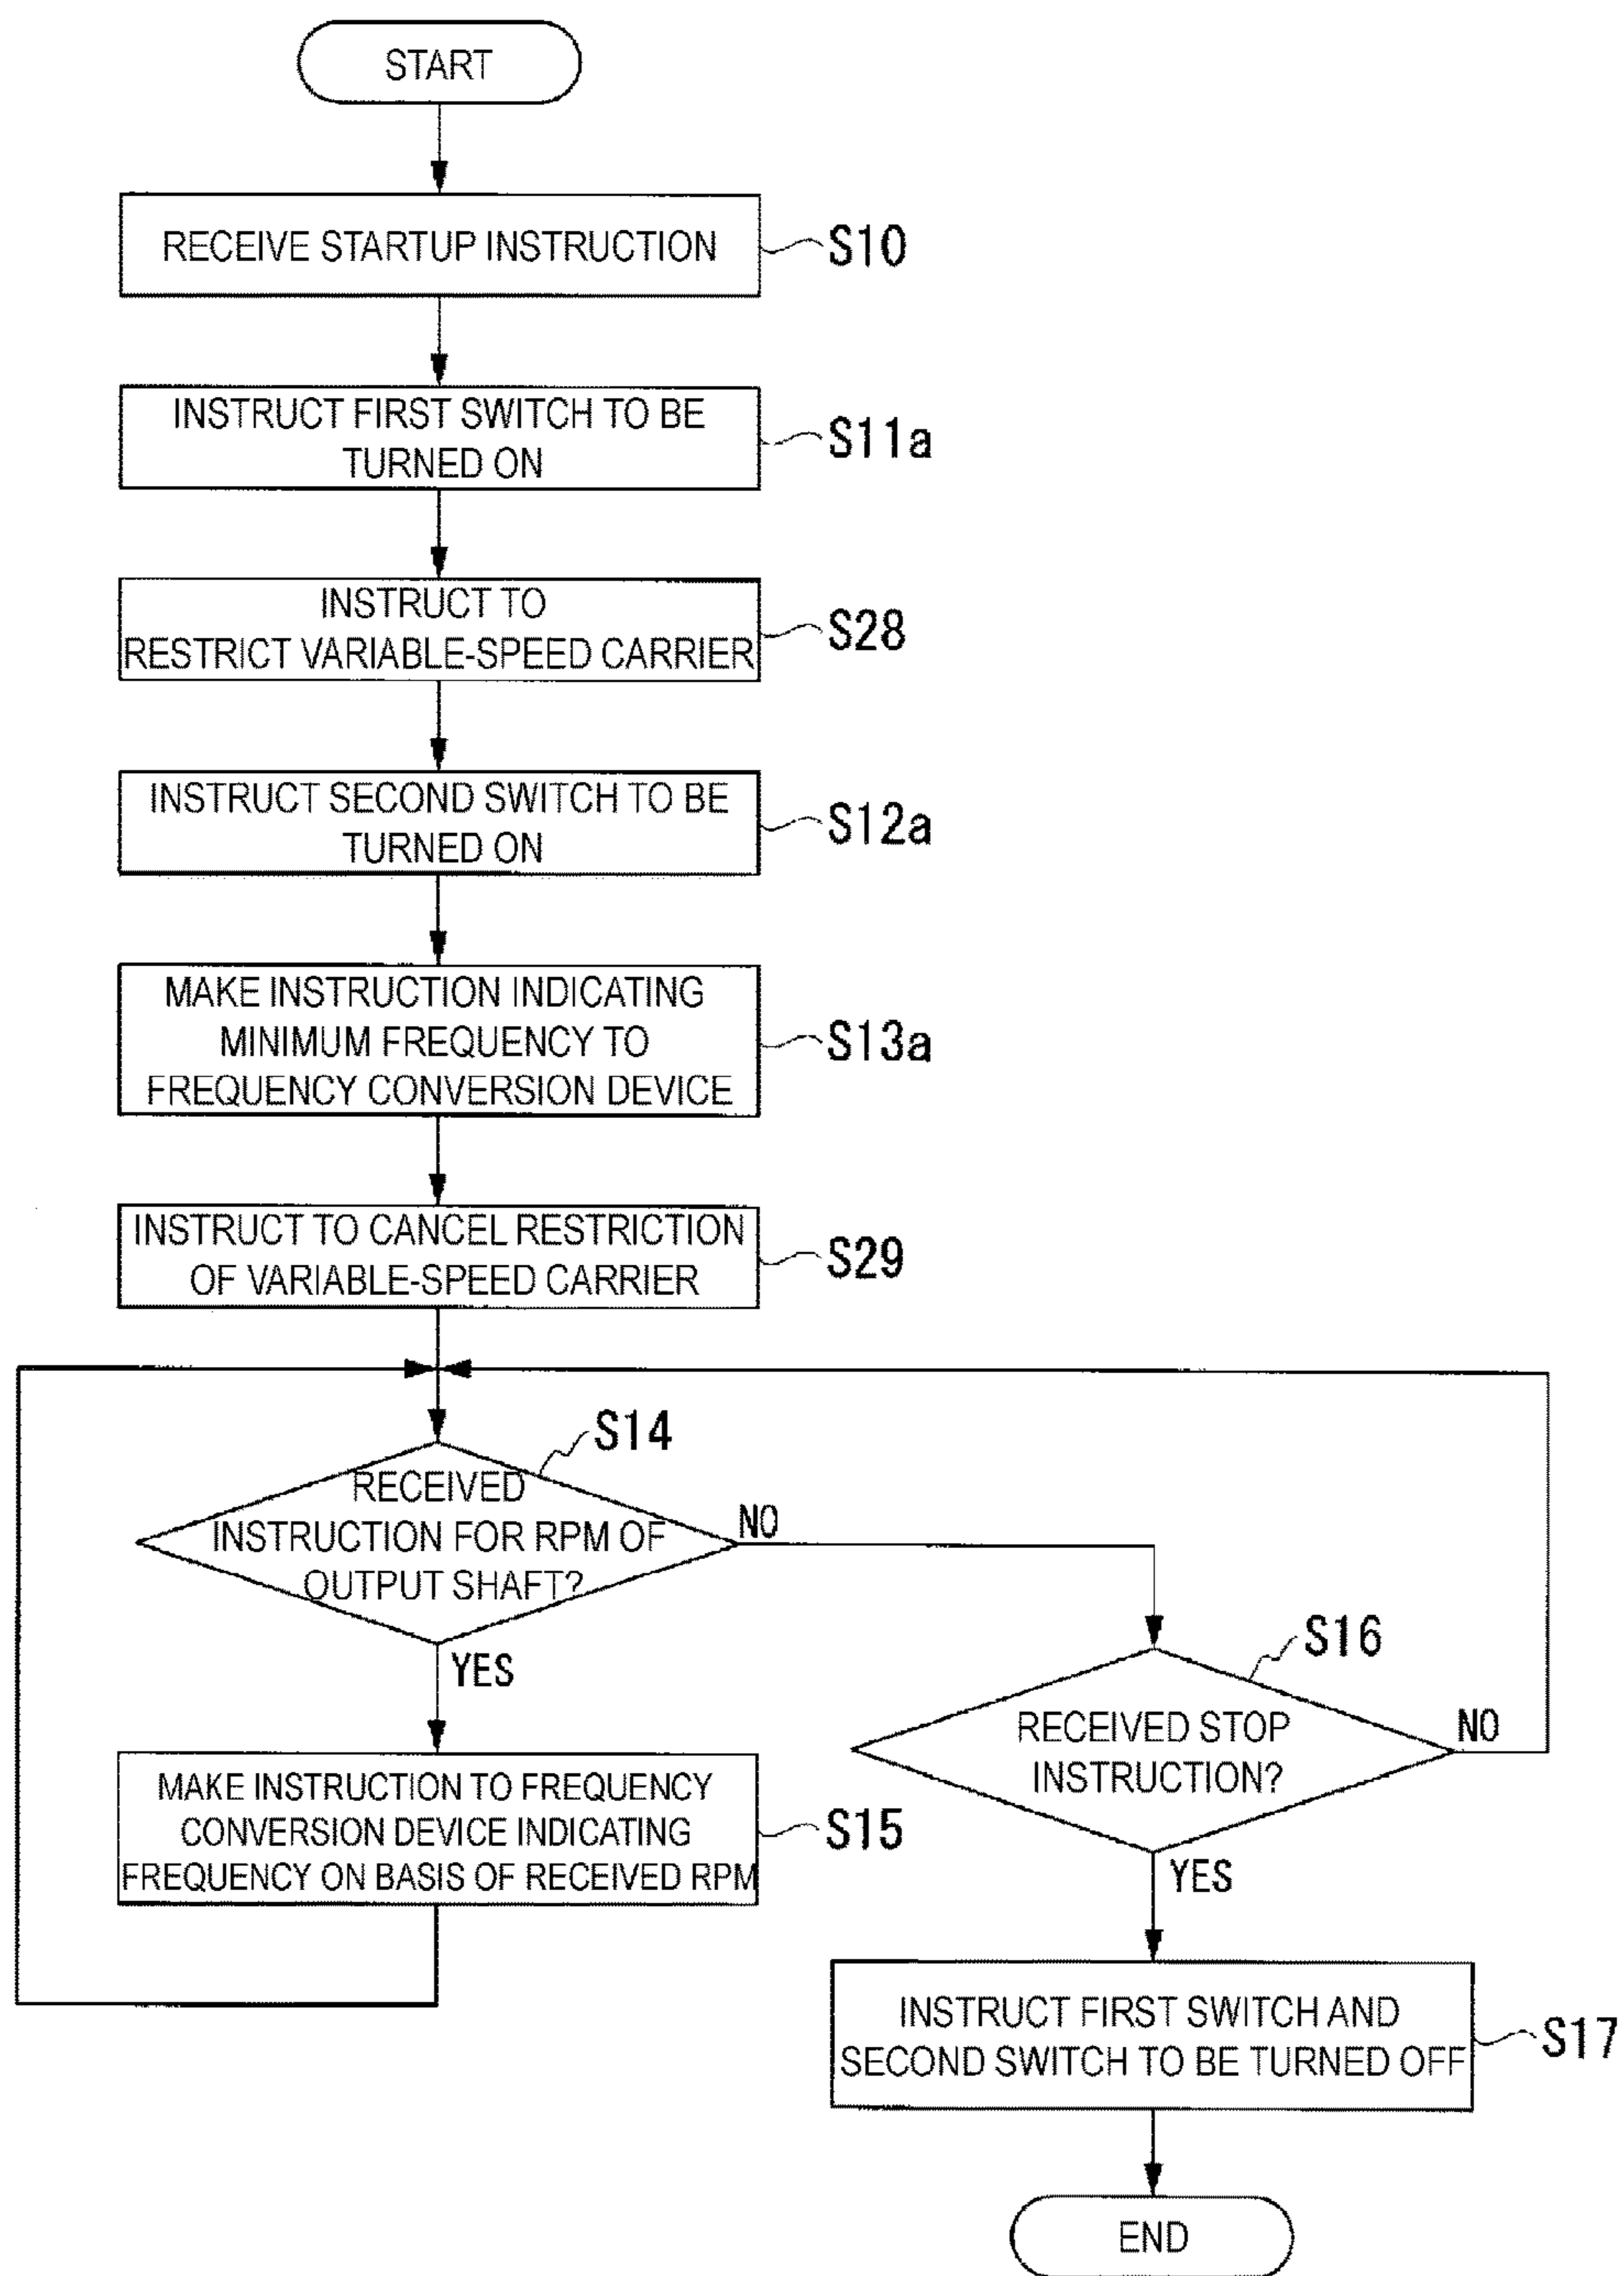 START
RECEIVE STARTUP INSTRUCTION
S10
INSTRUCT FIRST SWITCH TO BE
TURNED ON
S11a
INSTRUCT TO
RESTRICT VARIABLE-SPEED CARRIER
S28
INSTRUCT SECOND SWITCH TO BE
TURNED ON
S12a
MAKE INSTRUCTION INDICATING
MINIMUM FREQUENCY TO
FREQUENCY CONVERSION DEVICE
S13a
INSTRUCT TO CANCEL RESTRICTION
OF VARIABLE-SPEED CARRIER
S29
S14
RECEIVED
INSTRUCTION FOR RPM OF
OUTPUT SHAFT?
NO
YES
S16
RECEIVED STOP
INSTRUCTION?
NO
YES
MAKE INSTRUCTION TO FREQUENCY
CONVERSION DEVICE INDICATING
FREQUENCY ON BASIS OF RECEIVED RPM
S15
INSTRUCT FIRST SWITCH AND
SECOND SWITCH TO BE TURNED OFF
S17
END